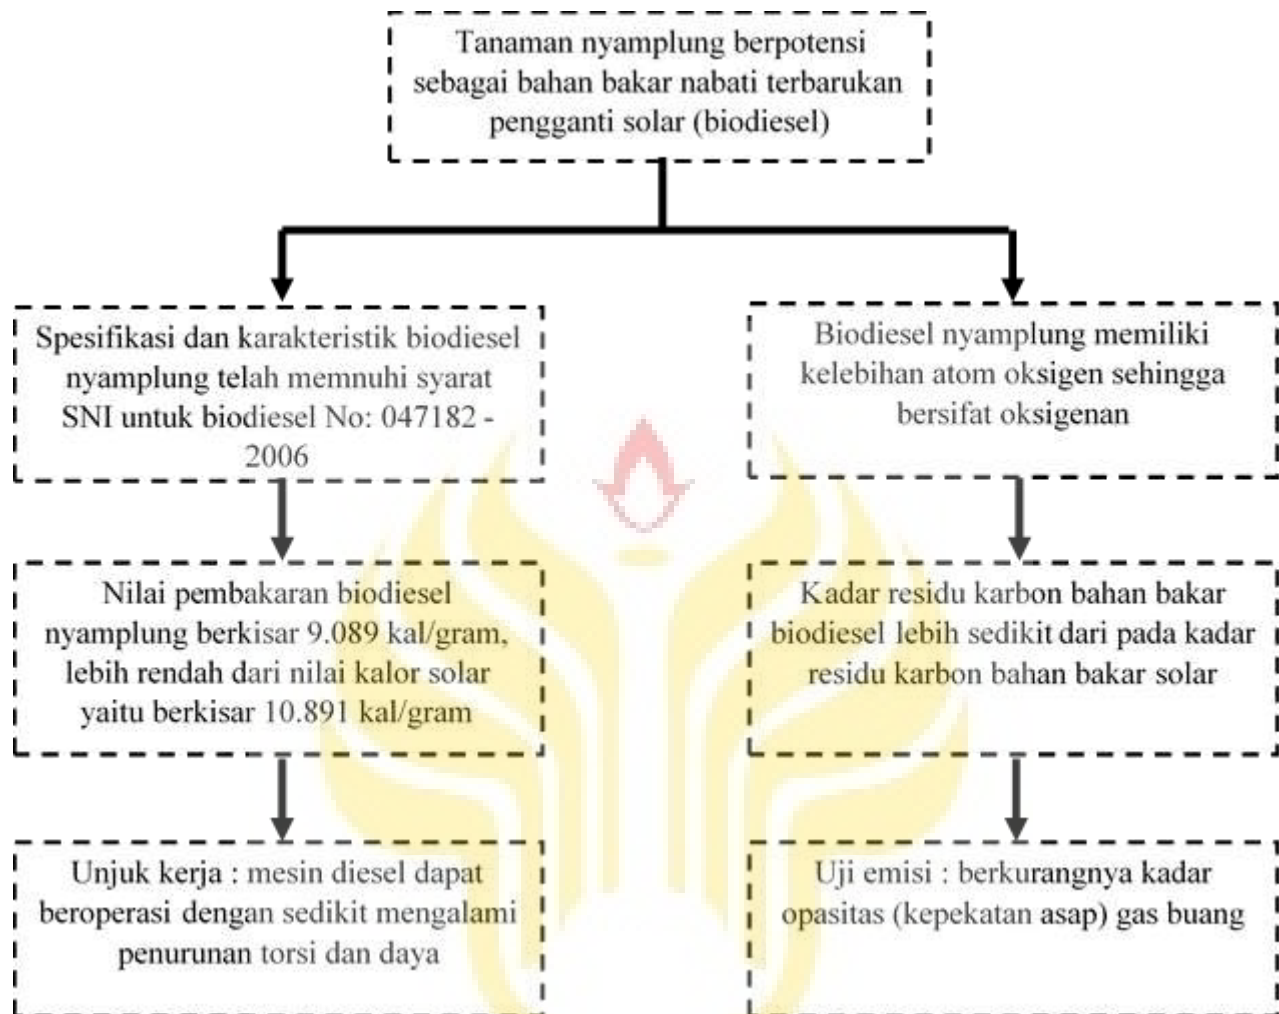 Tanaman nyamplung berpotensi
sebagai bahan bakar nabati terbarukan
pengganti solar (biodiesel)
Spesifikasi dan karakteristik biodiesel
nyamplung telah memnuhi syarat
SNI untuk biodiesel No: 047182 -
2006
Biodiesel nyamplung memiliki
kelebihan atom oksigen sehingga
bersifat oksigenan
Nilai pembakaran biodiesel
nyamplung berkisar 9.089 kal/gram,
lebih rendah dari nilai kalor solar
yaitu berkisar 10.891 kal/gram
Kadar residu karbon bahan bakar
biodiesel lebih sedikit dari pada kadar
residu karbon bahan bakar solar
Unjuk kerja : mesin diesel dapat
beroperasi dengan sedikit mengalami
penurunan torsi dan daya
Uji emisi : berkurangnya kadar
opasitas (kepekatan asap) gas buang